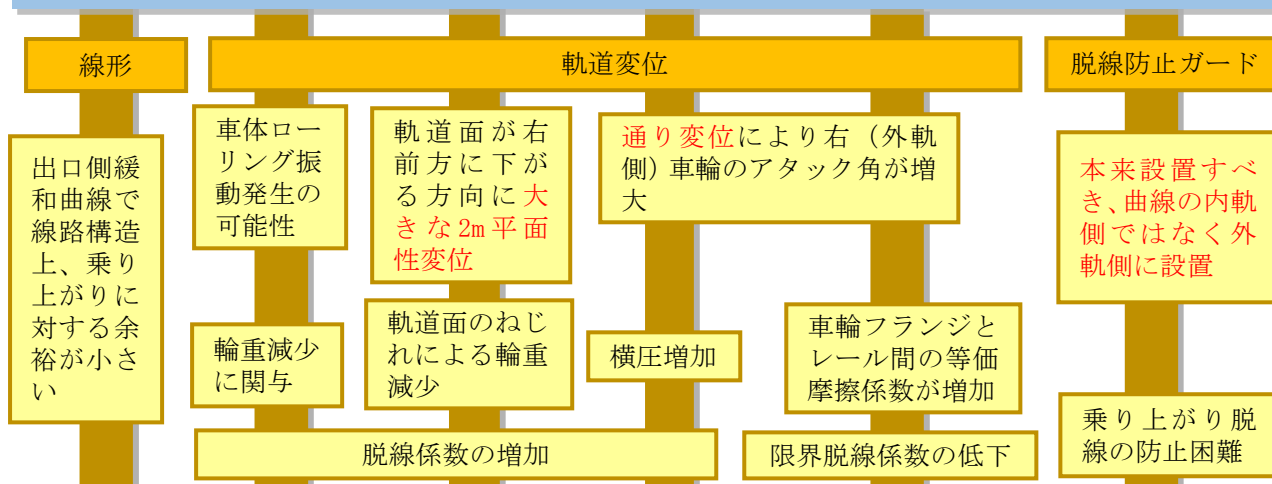 線形
軌道変位
脱線防止ガード
出口側緩
和曲線で
線路構造
上、乗り
上がりに
対する余
裕が小さ
い
車体ロー
リング振
動発生の
可能性
軌道面が右
前方に下が
る方向に大
きな2m平面
性変位
通り変位により右（外軌
側）車輪のアタック角が増
大
本来設置すべ
き、曲線の内軌
側ではなく外
軌側に設置
輪重減少
に関与
軌道面のねじ
れによる輪重
減少
横圧増加
車輪フランジと
レール間の等価
摩擦係数が増加
脱線係数の増加
限界脱線係数の低下
乗り上がり脱
線の防止困難